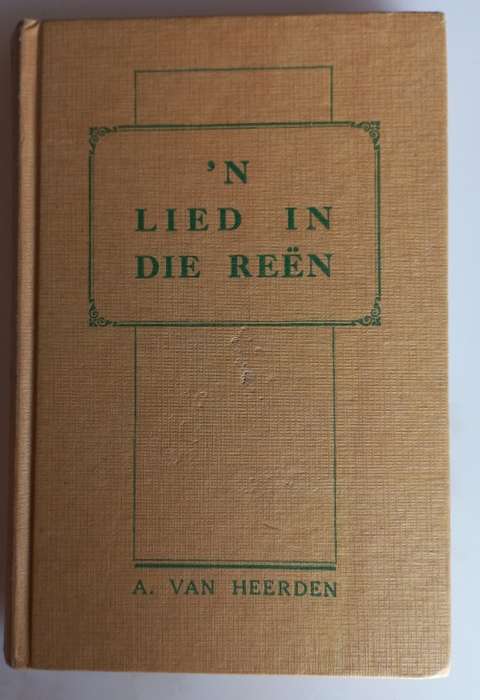 'N
LIED IN
DIE REËN
A. VAN HEERDEN